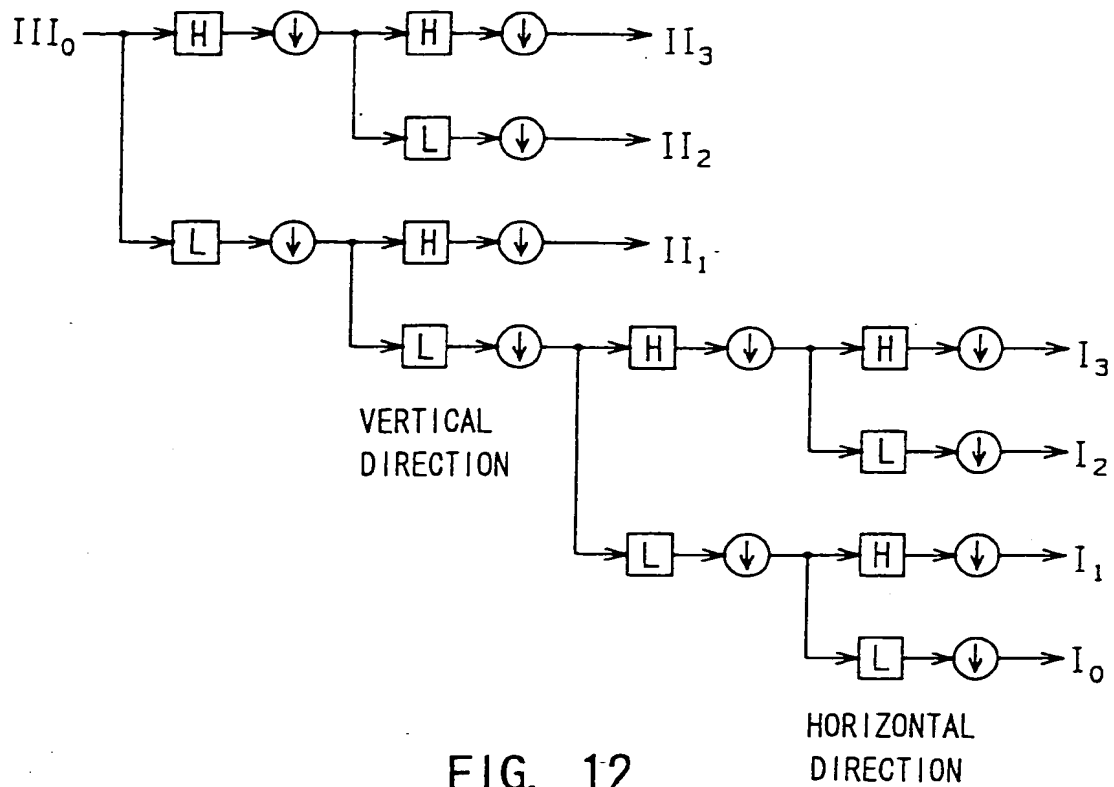 III₀ H H II₃
L II₂
L H II₁
L H H I₃
VERTICAL
DIRECTION
L I₂
L H I₁
L I₀
HORIZONTAL
DIRECTION
FIG. 12